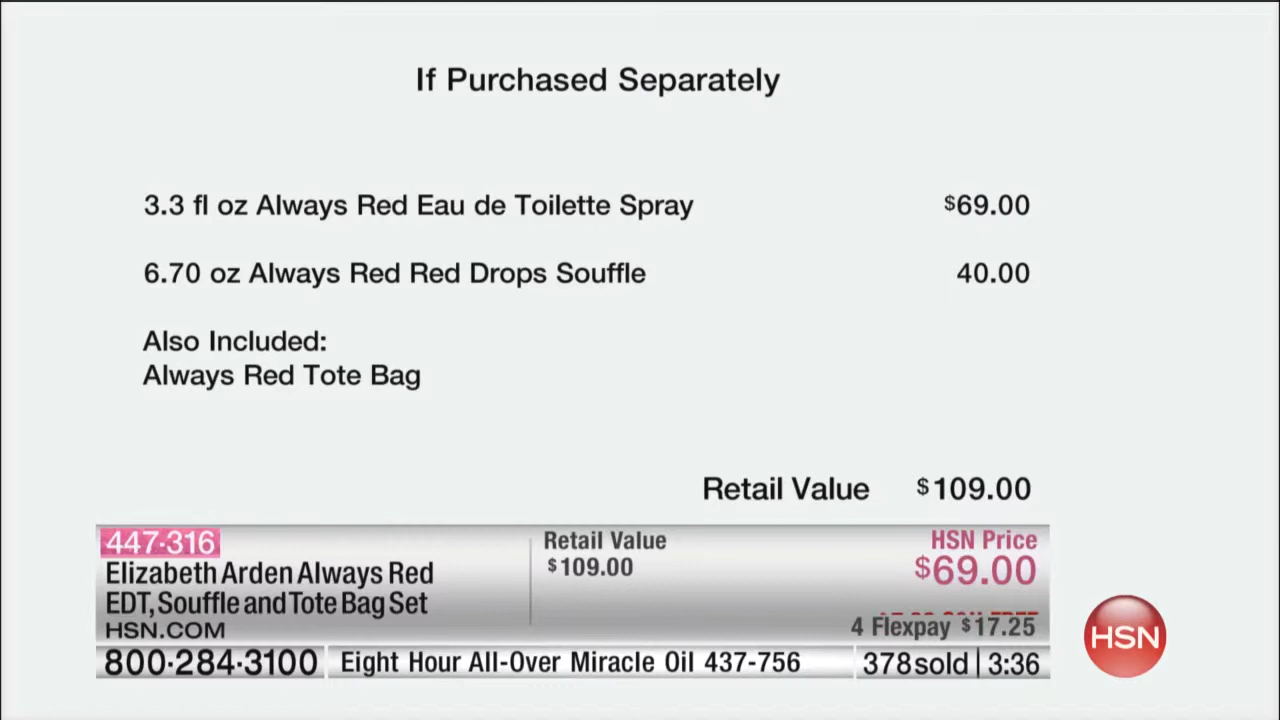 If Purchased Separately
3.3 fl oz Always Red Eau de Toilette Spray $69.00
6.70 oz Always Red Red Drops Souffle 40.00
Also Included:
Always Red Tote Bag
Retail Value $109.00
447·316
Elizabeth Arden Always Red
EDT, Souffle and Tote Bag Set
HSN.COM
Retail Value
$109.00
HSN Price
$69.00
4 Flexpay $17.25
800·284·3100
Eight Hour All-Over Miracle Oil 437-756
378 sold | 3:36
HSN